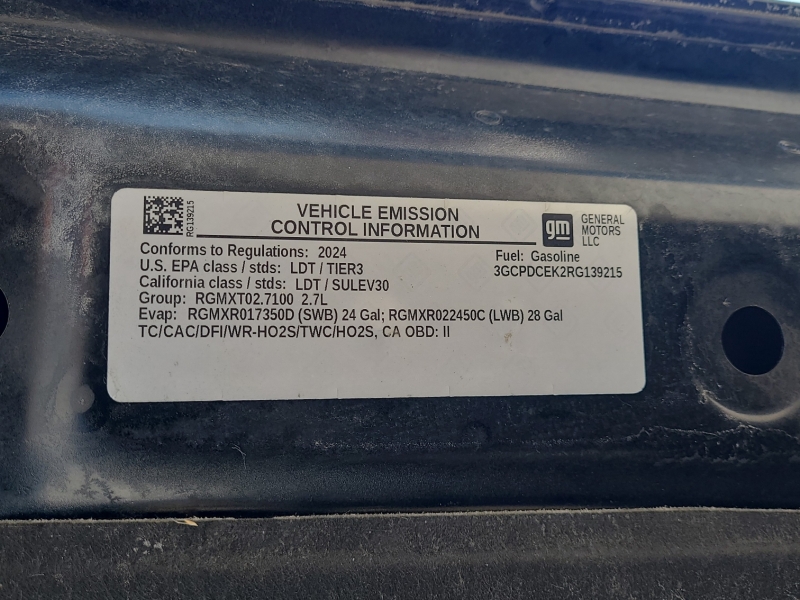 RG139215
VEHICLE EMISSION
CONTROL INFORMATION
gm
GENERAL
MOTORS
LLC
Conforms to Regulations: 2024
Fuel: Gasoline
U.S. EPA class / stds: LDT / TIER3
3GCPDCEK2RG139215
California class / stds: LDT / SULEV30
Group: RGMXT02.7100 2.7L
Evap: RGMXR017350D (SWB) 24 Gal; RGMXR022450C (LWB) 28 Gal
TC/CAC/DFI/WR-HO2S/TWC/HO2S, CA OBD: II